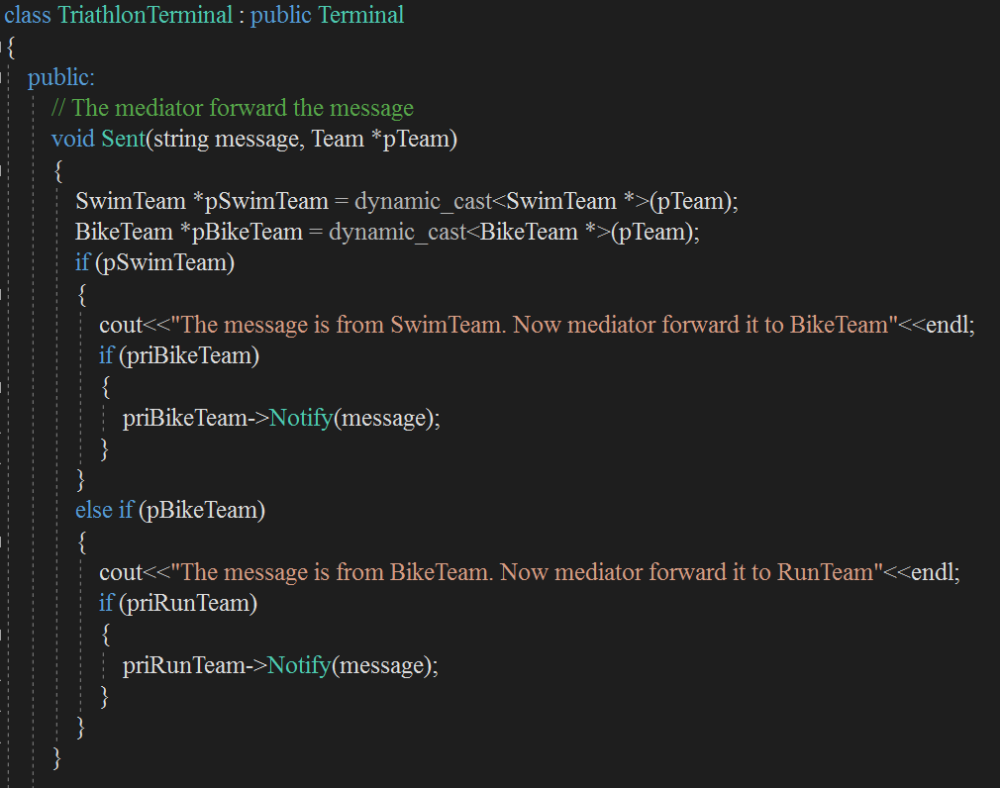 class TriathlonTerminal : public Terminal
{
public:
// The mediator forward the message
void Sent(string message, Team *pTeam)
{
SwimTeam *pSwimTeam = dynamic_cast<SwimTeam *>(pTeam);
BikeTeam *pBikeTeam = dynamic_cast<BikeTeam *>(pTeam);
if (pSwimTeam)
{
cout<<"The message is from SwimTeam. Now mediator forward it to BikeTeam"<<endl;
if (priBikeTeam)
{
priBikeTeam->Notify(message);
}
}
else if (pBikeTeam)
{
cout<<"The message is from BikeTeam. Now mediator forward it to RunTeam"<<endl;
if (priRunTeam)
{
priRunTeam->Notify(message);
}
}
}